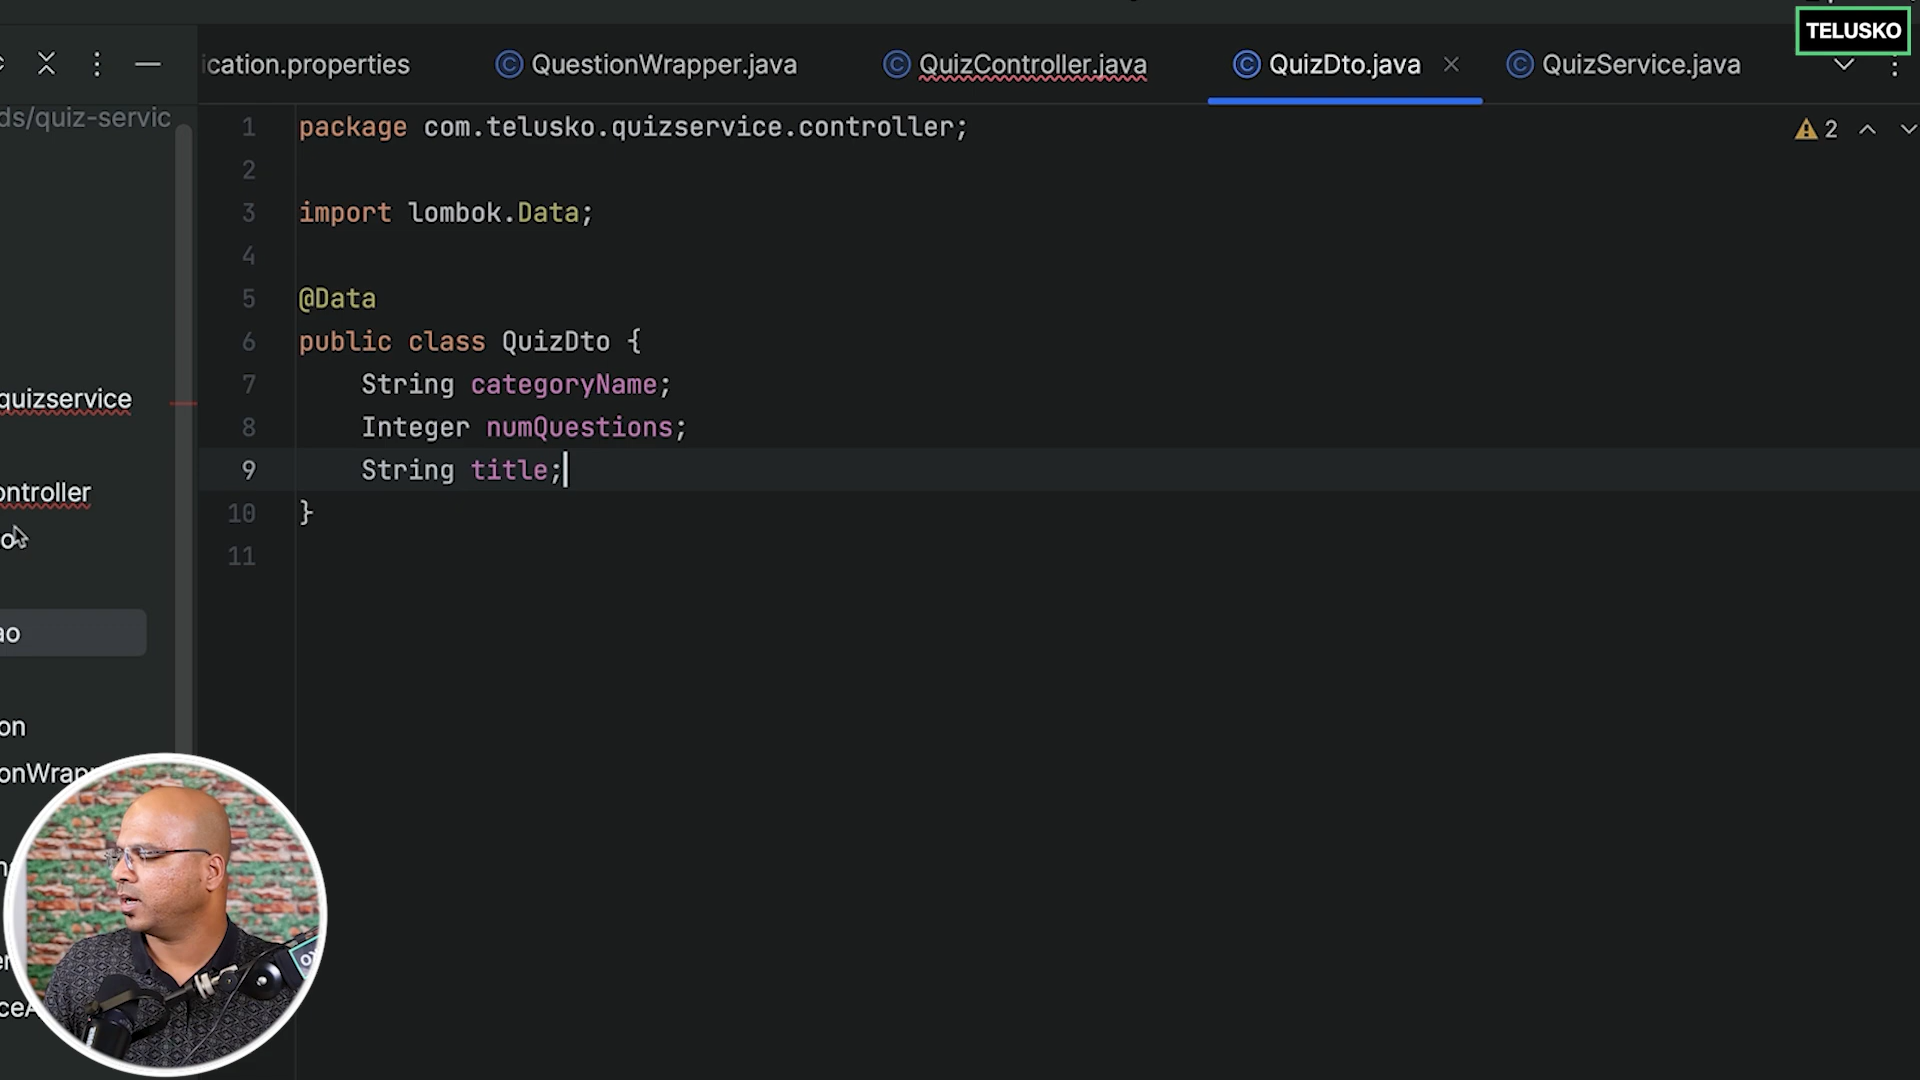 TELUSKO
ication.properties
QuestionWrapper.java
QuizController.java
QuizDto.java
QuizService.java
ds/quiz-servic
2
1 package com.telusko.quizservice.controller;
2
3 import lombok.Data;
4
5 @Data
6 public class QuizDto {
7 String categoryName;
8 Integer numQuestions;
9 String title;
10 }
11
quizservice
ontroller
o
ao
on
onWrapp